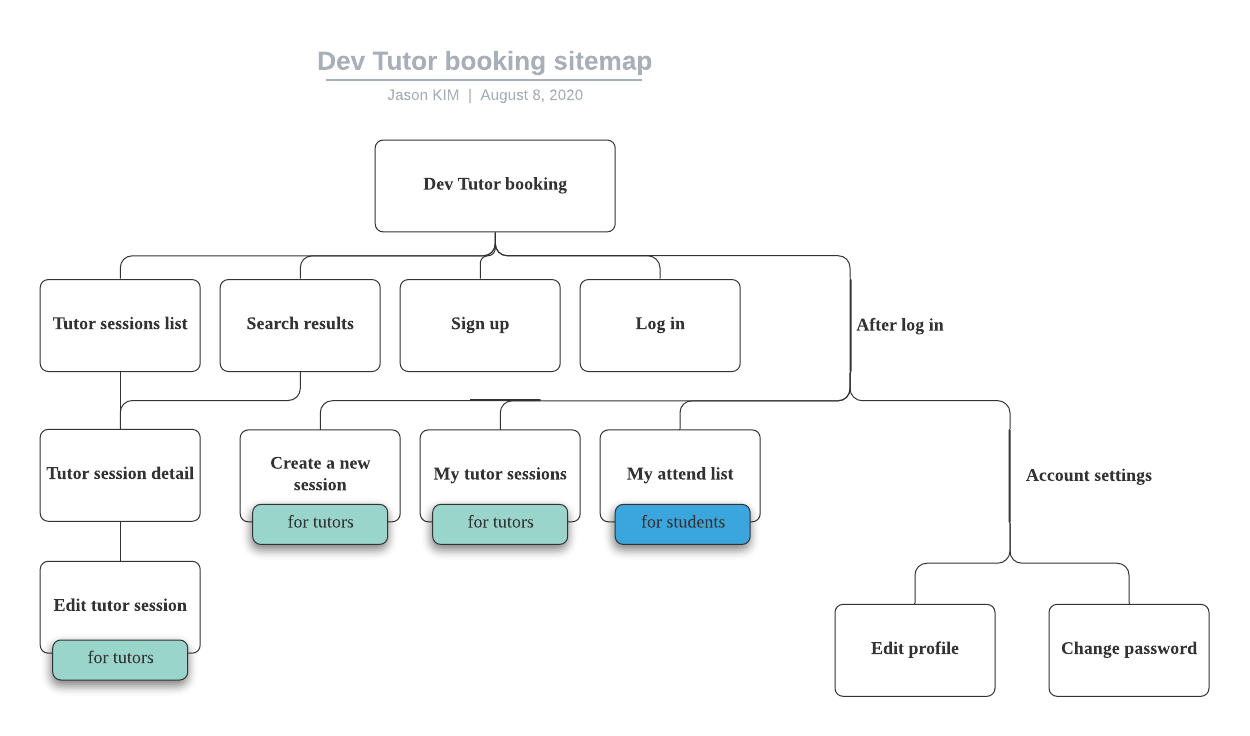 Dev Tutor booking sitemap
Jason KIM | August 8, 2020
Dev Tutor booking
Tutor sessions list
Search results
Sign up
Log in
After log in
Tutor session detail
Create a new
session
for tutors
My tutor sessions
for tutors
My attend list
for students
Account settings
Edit tutor session
for tutors
Edit profile
Change password